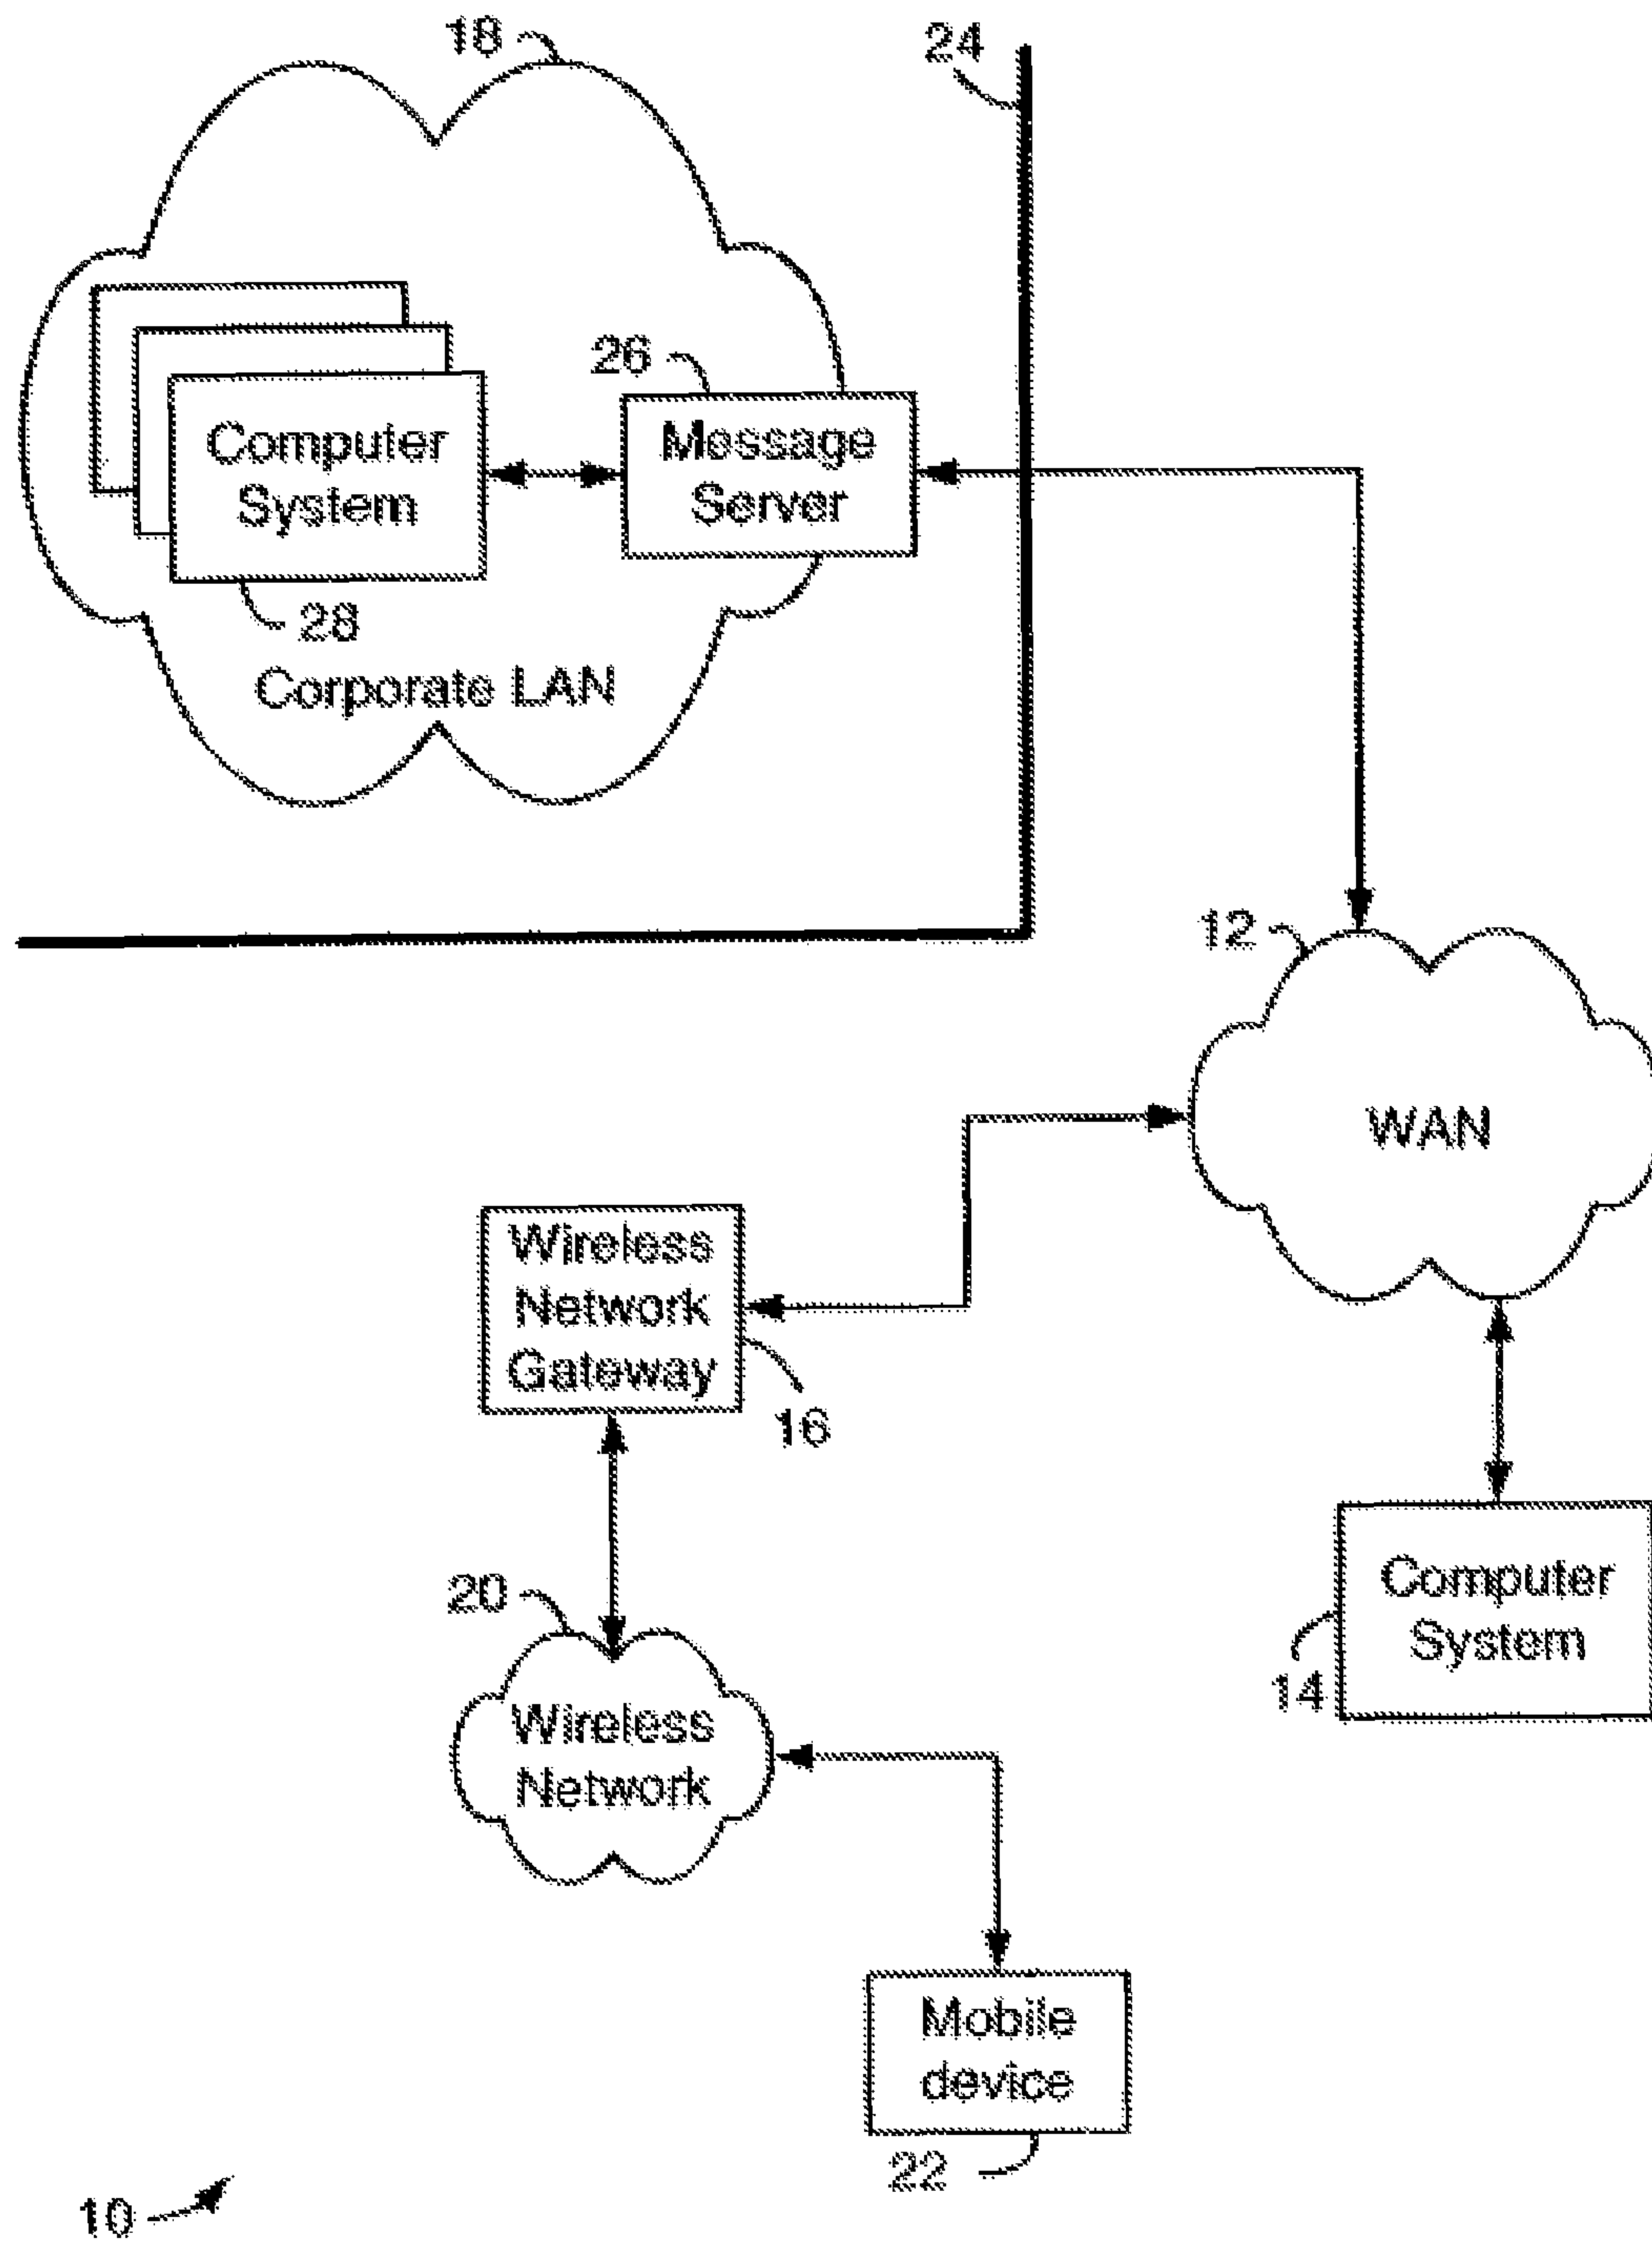 18
24
26
Computer
System
Message
Server
28
Corporate LAN
12
WAN
Wireless
Network
Gateway
16
20
Computer
System
14
Wireless
Network
Mobile
device
22
10